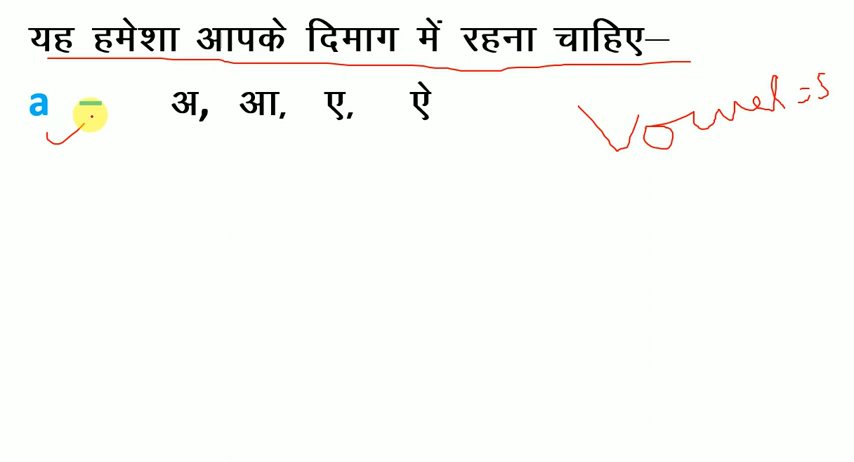 यह हमेशा आपके दिमाग में रहना चाहिए–
a – अ, आ, ए, ऐ
Vowel = 5